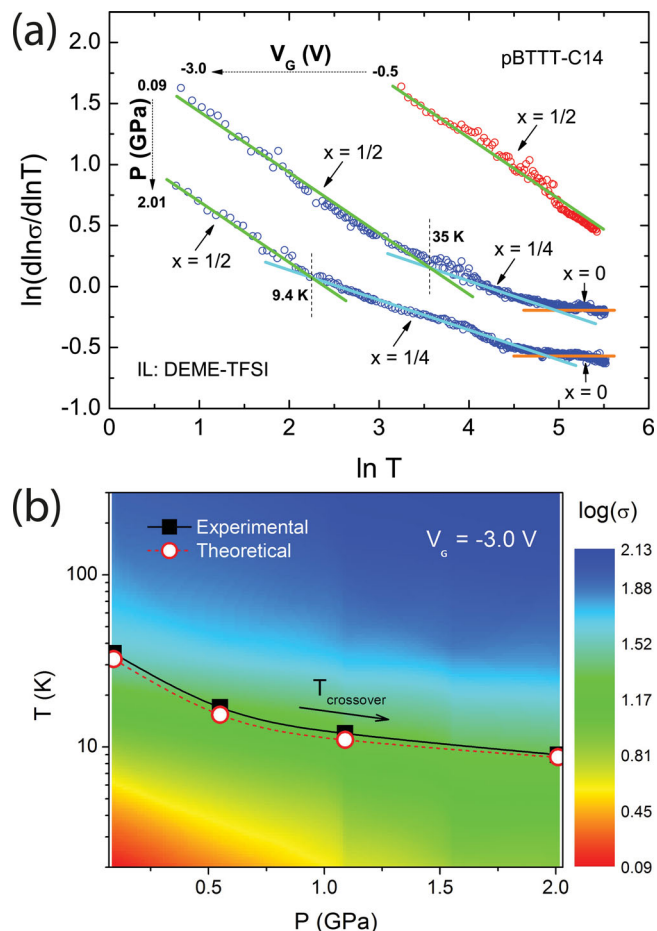 (a)
V_G (V)
-3.0
-0.5
pBTTT-C14
0.09
P (GPa)
2.01
x = 1/2
x = 1/2
x = 1/2
35 K
x = 1/4
x = 0
9.4 K
x = 1/4
x = 0
IL: DEME-TFSI
2.0
1.5
1.0
0.5
0.0
-0.5
-1.0
ln(dlnσ/dlnT)
0 1 2 3 4 5 6
ln T
(b)
Experimental
Theoretical
V_G = -3.0 V
T_crossover
100
10
T (K)
0.5 1.0 1.5 2.0
P (GPa)
log(σ)
2.13
1.88
1.52
1.17
0.81
0.45
0.09